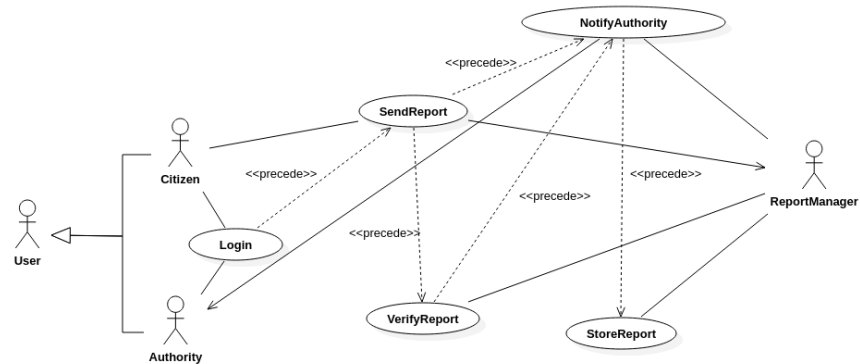 NotifyAuthority
<<precede>>
SendReport
Citizen
<<precede>>
<<precede>>
<<precede>>
ReportManager
<<precede>>
Login
User
VerifyReport
StoreReport
Authority